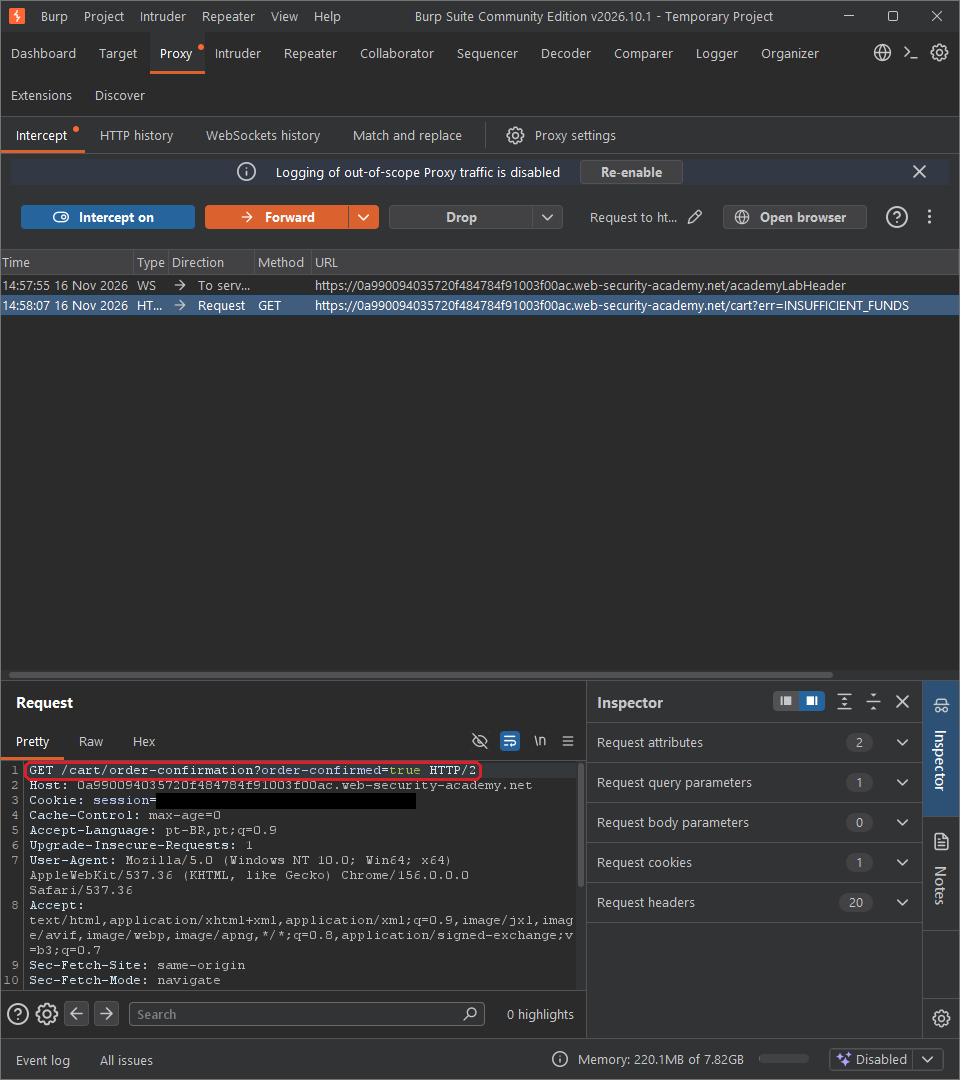 Burp Project Intruder Repeater View Help Burp Suite Community Edition v2026.10.1 - Temporary Project
Dashboard Target Proxy Intruder Repeater Collaborator Sequencer Decoder Comparer Logger Organizer
Extensions Discover
Intercept HTTP history WebSockets history Match and replace Proxy settings
Logging of out-of-scope Proxy traffic is disabled Re-enable
Intercept on Forward Drop Request to ht... Open browser
Time Type Direction Method URL
14:57:55 16 Nov 2026 WS To serv... https://0a990094035720f484784f91003f00ac.web-security-academy.net/academyLabHeader
14:58:07 16 Nov 2026 HT... Request GET https://0a990094035720f484784f91003f00ac.web-security-academy.net/cart?err=INSUFFICIENT_FUNDS
Request
Pretty Raw Hex \n
1 GET /cart/order-confirmation?order-confirmed=true HTTP/2
2 Host: 0a990094035720f484784f91003f00ac.web-security-academy.net
3 Cookie: session=
4 Cache-Control: max-age=0
5 Accept-Language: pt-BR,pt;q=0.9
6 Upgrade-Insecure-Requests: 1
7 User-Agent: Mozilla/5.0 (Windows NT 10.0; Win64; x64)
AppleWebKit/537.36 (KHTML, like Gecko) Chrome/156.0.0.0
Safari/537.36
8 Accept:
text/html,application/xhtml+xml,application/xml;q=0.9,image/jxl,imag
e/avif,image/webp,image/apng,*/*;q=0.8,application/signed-exchange;v
=b3;q=0.7
9 Sec-Fetch-Site: same-origin
10 Sec-Fetch-Mode: navigate
Search 0 highlights
Inspector
Request attributes 2
Request query parameters 1
Request body parameters 0
Request cookies 1
Request headers 20
Inspector
Notes
Event log All issues Memory: 220.1MB of 7.82GB Disabled